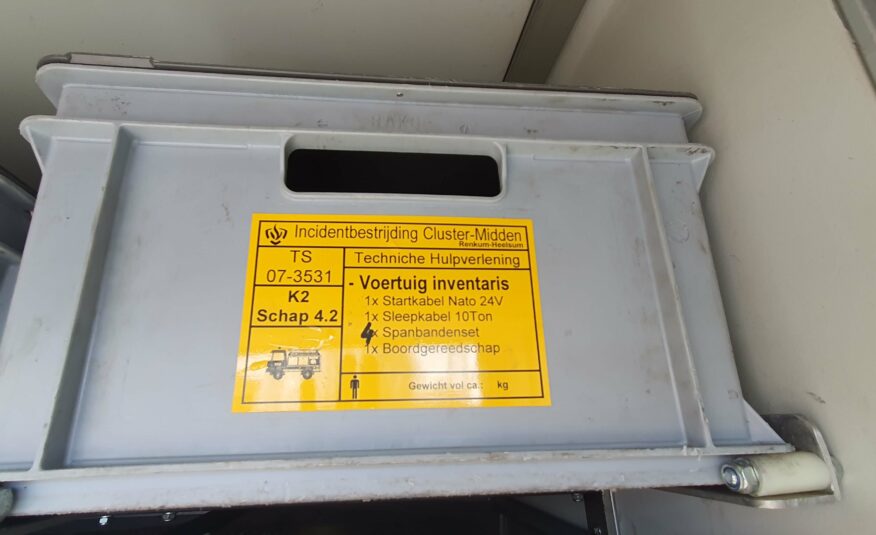 Incidentbestrijding Cluster-Midden
Renkum-Heelsum
TS
07-3531
K2
Schap 4.2
Techniche Hulpverlening
- Voertuig inventaris
1x Startkabel Nato 24V
1x Sleepkabel 10Ton
4x Spanbandenset
1x Boordgereedschap
Gewicht vol ca.: kg